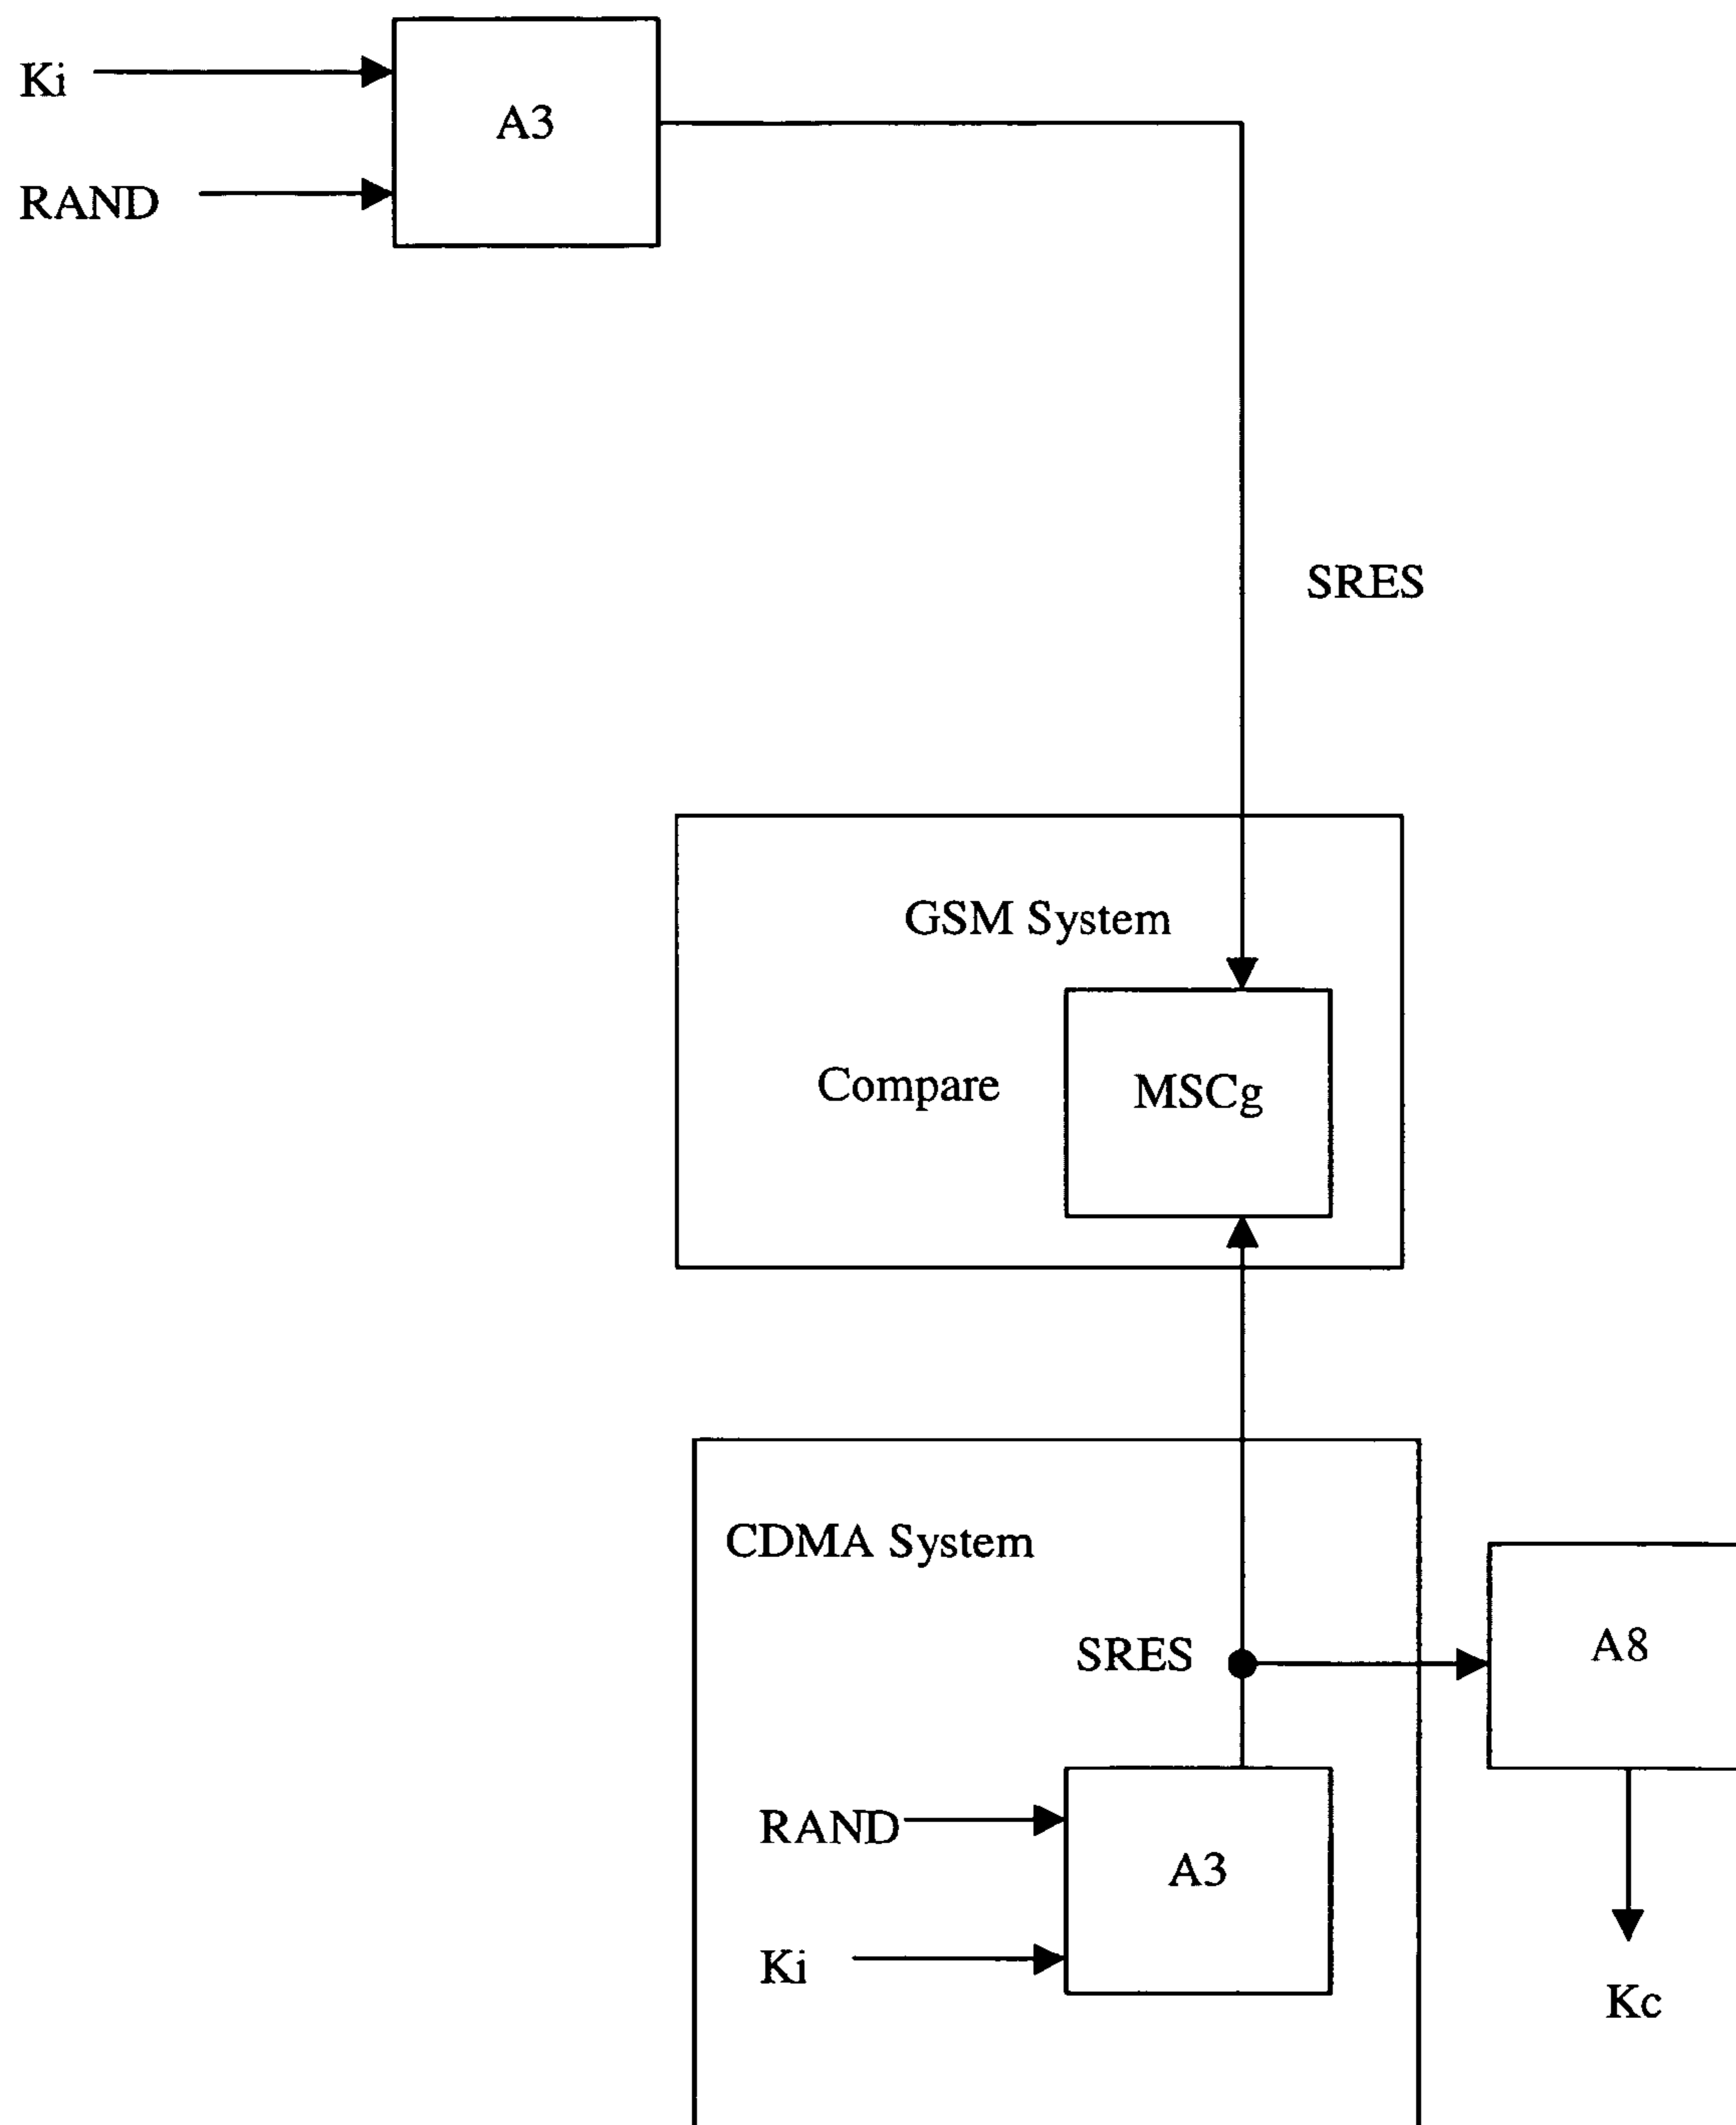 Ki
A3
RAND
SRES
GSM System
Compare
MSCg
CDMA System
SRES
A8
RAND
A3
Ki
Kc